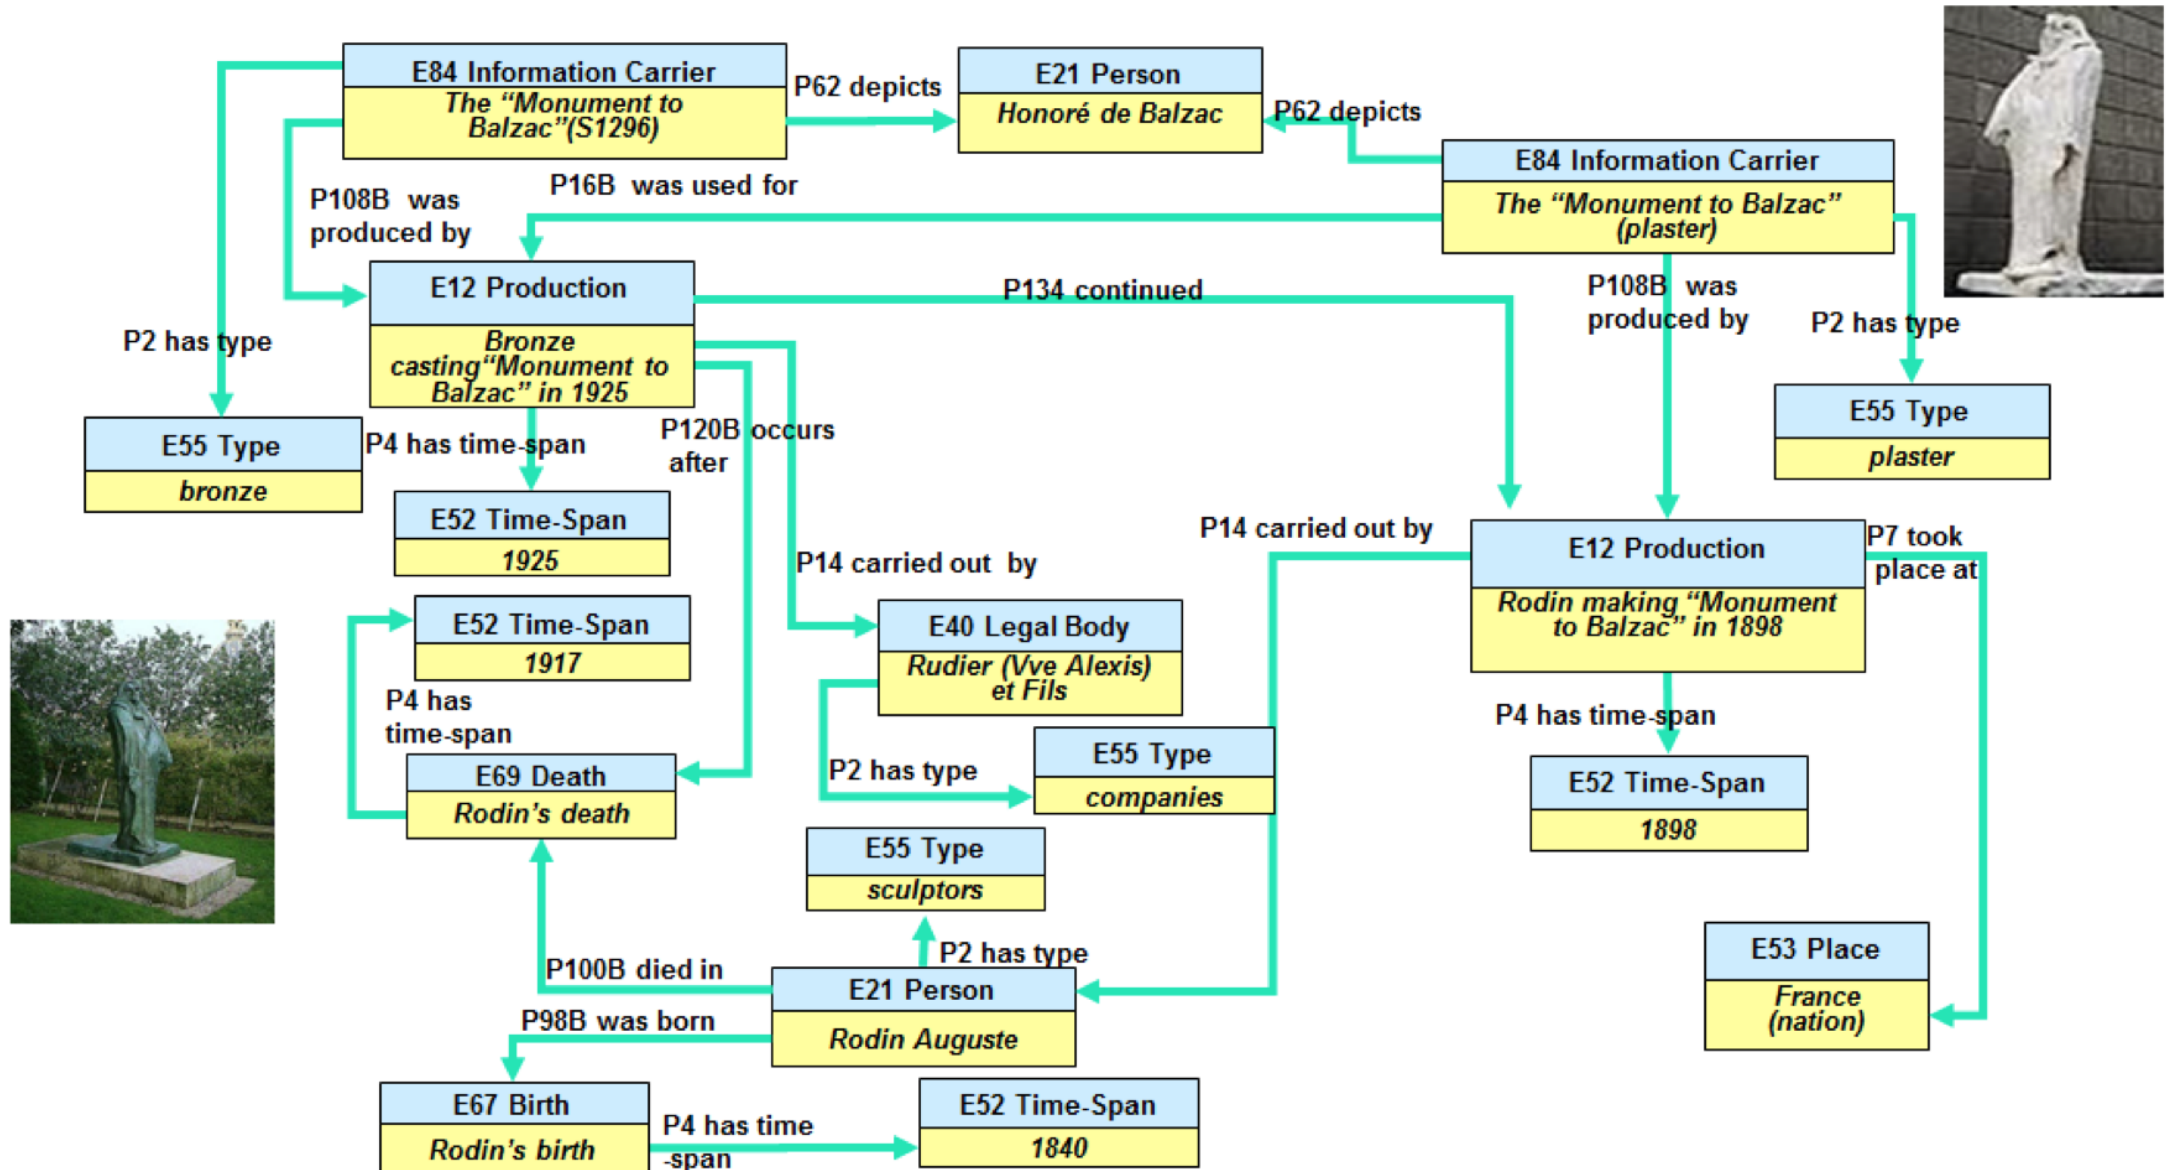 E84 Information Carrier
The “Monument to
Balzac”(S1296)
P62 depicts
E21 Person
Honoré de Balzac
P62 depicts
E84 Information Carrier
The “Monument to Balzac”
(plaster)
P16B was used for
P108B was
produced by
E12 Production
Bronze
casting“Monument to
Balzac” in 1925
P134 continued
P108B was
produced by
P2 has type
P2 has type
E55 Type
plaster
E55 Type
bronze
P4 has time-span
P120B occurs
after
E52 Time-Span
1925
P14 carried out by
P14 carried out by
E12 Production
Rodin making “Monument
to Balzac” in 1898
P7 took
place at
E52 Time-Span
1917
E40 Legal Body
Rudier (Vve Alexis)
et Fils
P4 has
time-span
P4 has time-span
E69 Death
Rodin’s death
P2 has type
E55 Type
companies
E52 Time-Span
1898
E55 Type
sculptors
P2 has type
E53 Place
France
(nation)
P100B died in
E21 Person
Rodin Auguste
P98B was born
E67 Birth
Rodin’s birth
P4 has time
-span
E52 Time-Span
1840